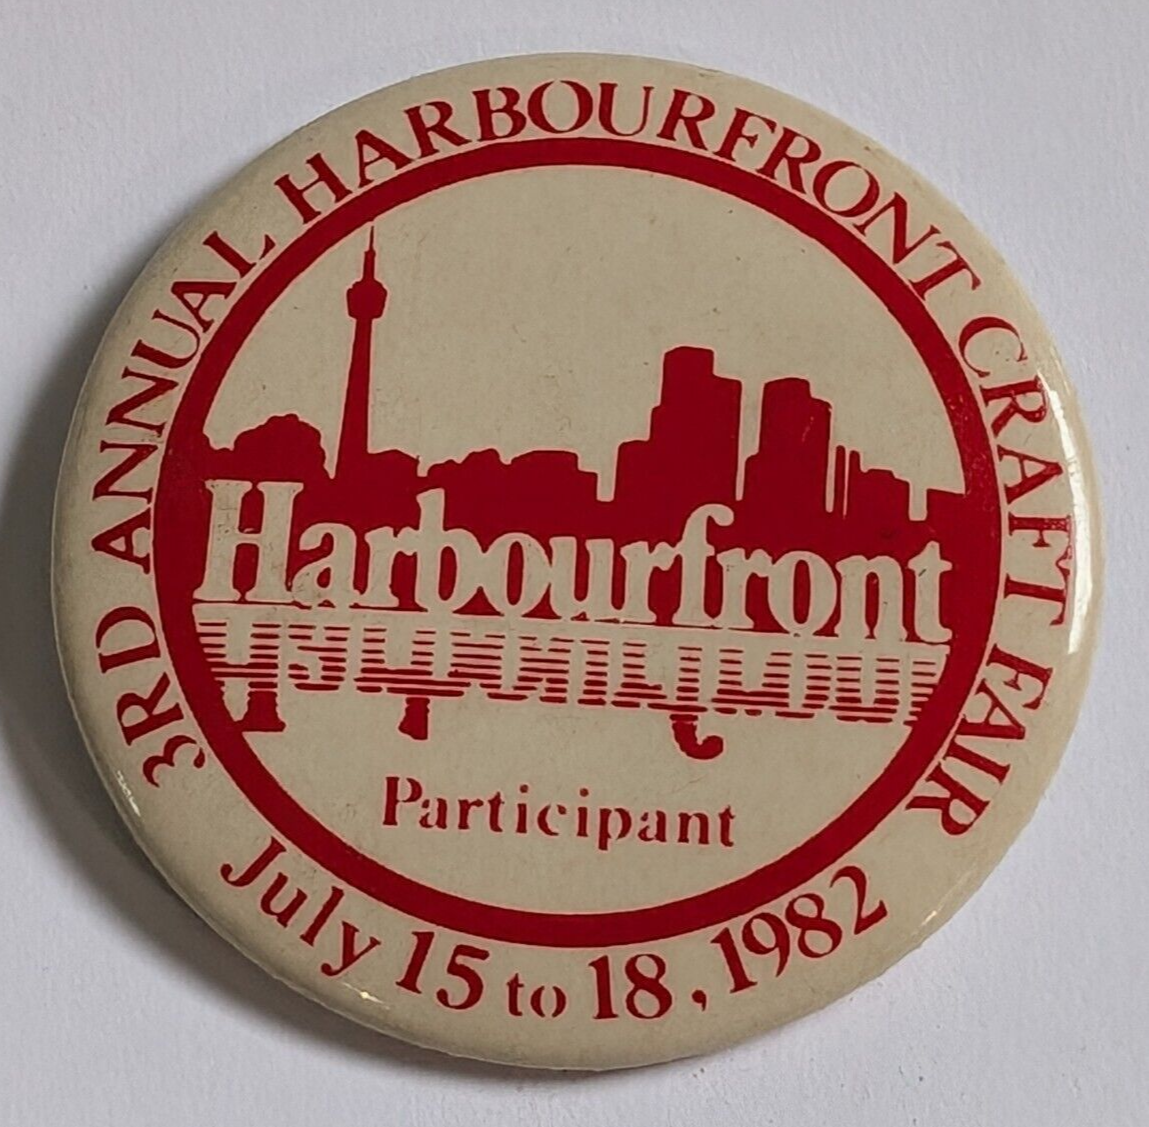 3RD ANNUAL HARBOURFRONT CRAFT FAIR
Harbourfront
Participant
July 15 to 18, 1982